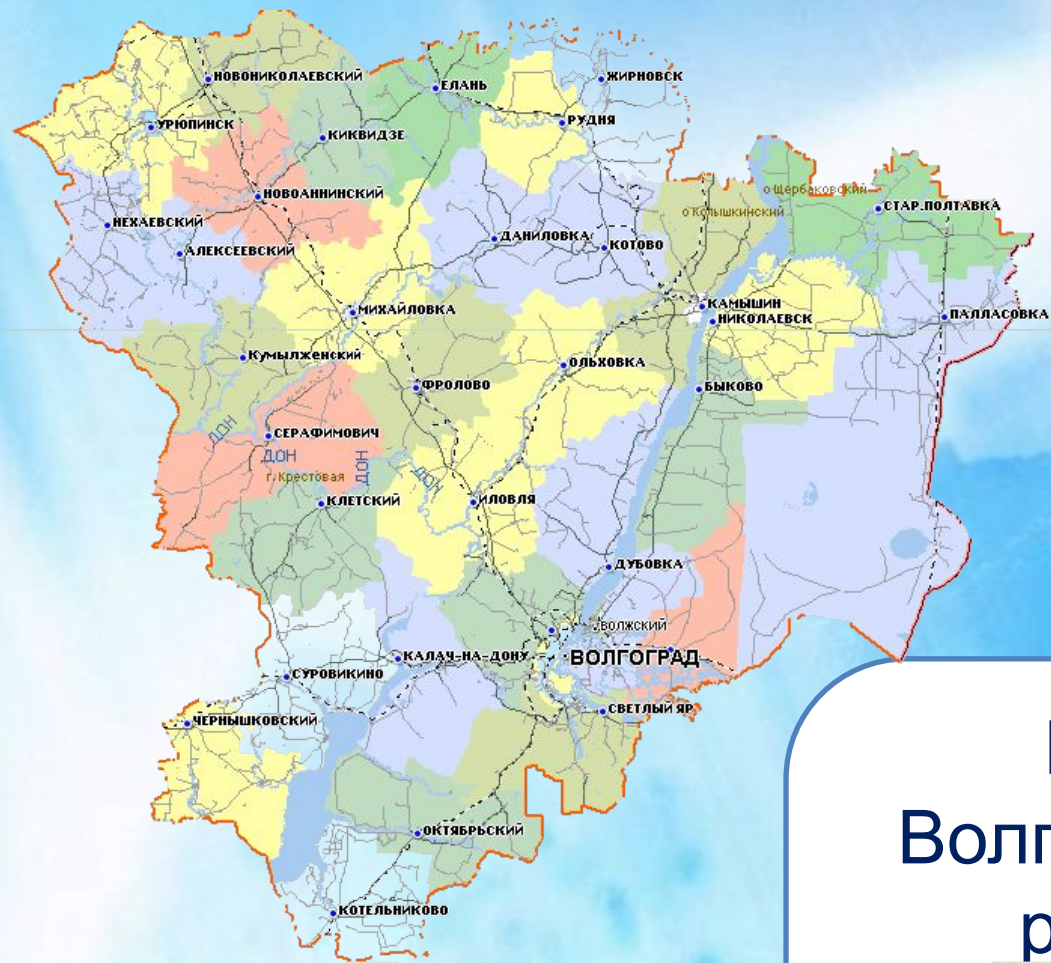 НОВОНИКОЛАЕВСКИЙ
ЕЛАНЬ
ЖИРНОВСК
УРЮПИНСК
КИКВИДЗЕ
РУДНЯ
НОВОАННИНСКИЙ
о Щербаковский
о Колышкинский
СТАР.ПОЛТАВКА
НЕХАЕВСКИЙ
АЛЕКСЕЕВСКИЙ
ДАНИЛОВКА
КОТОВО
МИХАЙЛОВКА
КАМЫШИН
НИКОЛАЕВСК
ПАЛЛАСОВКА
Кумылженский
ФРОЛОВО
ОЛЬХОВКА
БЫКОВО
ДОН
СЕРАФИМОВИЧ
ДОН
ДОН
ДОН
г. Крестовая
КЛЕТСКИЙ
ИЛОВЛЯ
ДУБОВКА
ВОЛЖСКИЙ
КАЛАЧ-НА-ДОНУ
ВОЛГОГРАД
СУРОВИКИНО
СВЕТЛЫЙ ЯР
ЧЕРНЫШКОВСКИЙ
ОКТЯБРЬСКИЙ
КОТЕЛЬНИКОВО
Волг
р